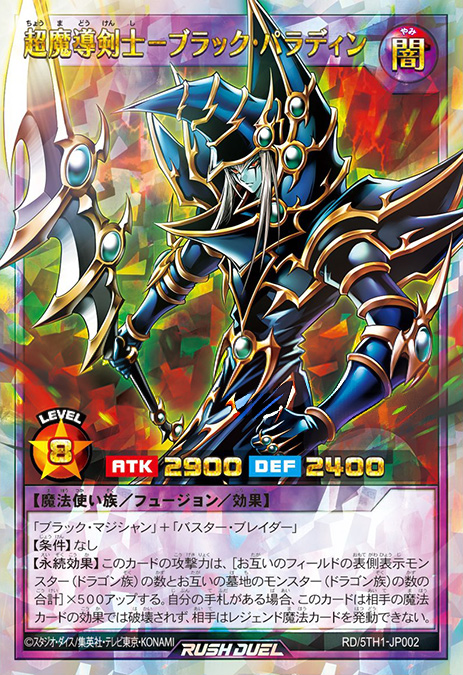 超魔導剣士－ブラック・パラディン
闇
LEVEL
8
ATK 2900 DEF 2400
【魔法使い族／フュージョン／効果】
「ブラック・マジシャン」＋「バスター・ブレイダー」
【条件】なし
【永続効果】このカードの攻撃力は、［お互いのフィールドの表側表示モン
スター（ドラゴン族）の数とお互いの墓地のモンスター（ドラゴン族）の数の
合計］×500アップする。自分の手札がある場合、このカードは相手の魔法
カードの効果では破壊されず、相手はレジェンド魔法カードを発動できない。
©スタジオ・ダイス/集英社・テレビ東京・KONAMI
RUSH DUEL
RD/5TH1-JP002